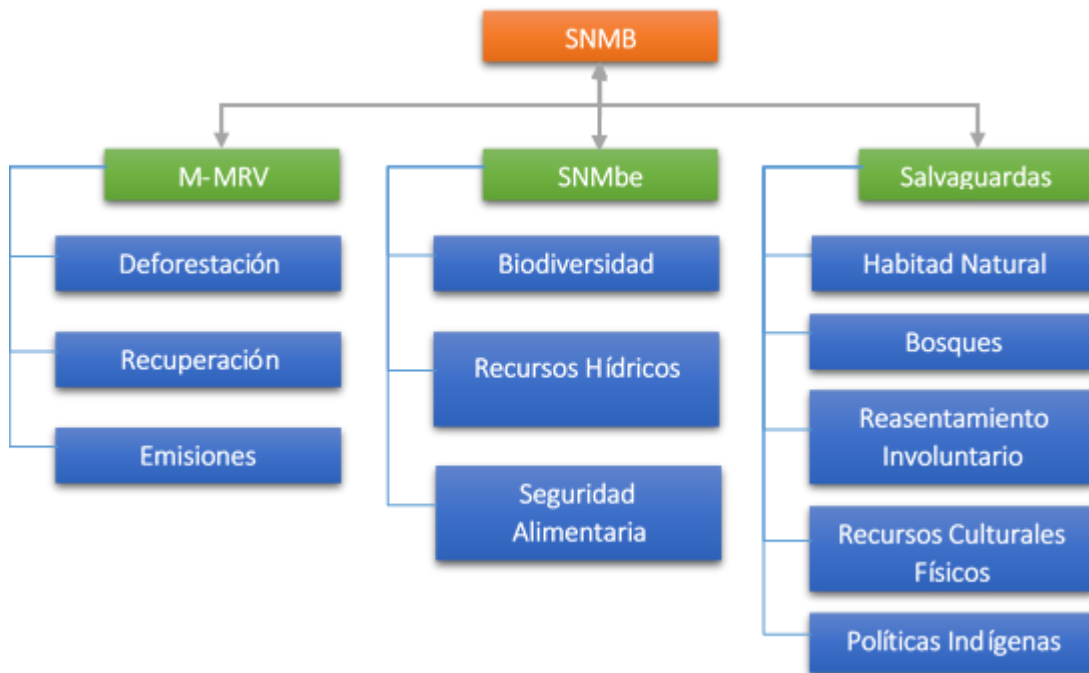 SNMB
M-MRV
Deforestación
Recuperación
Emisiones
SNMbe
Biodiversidad
Recursos Hídricos
Seguridad
Alimentaria
Salvaguardas
Habitad Natural
Bosques
Reasentamiento
Involuntario
Recursos Culturales
Físicos
Políticas Indígenas